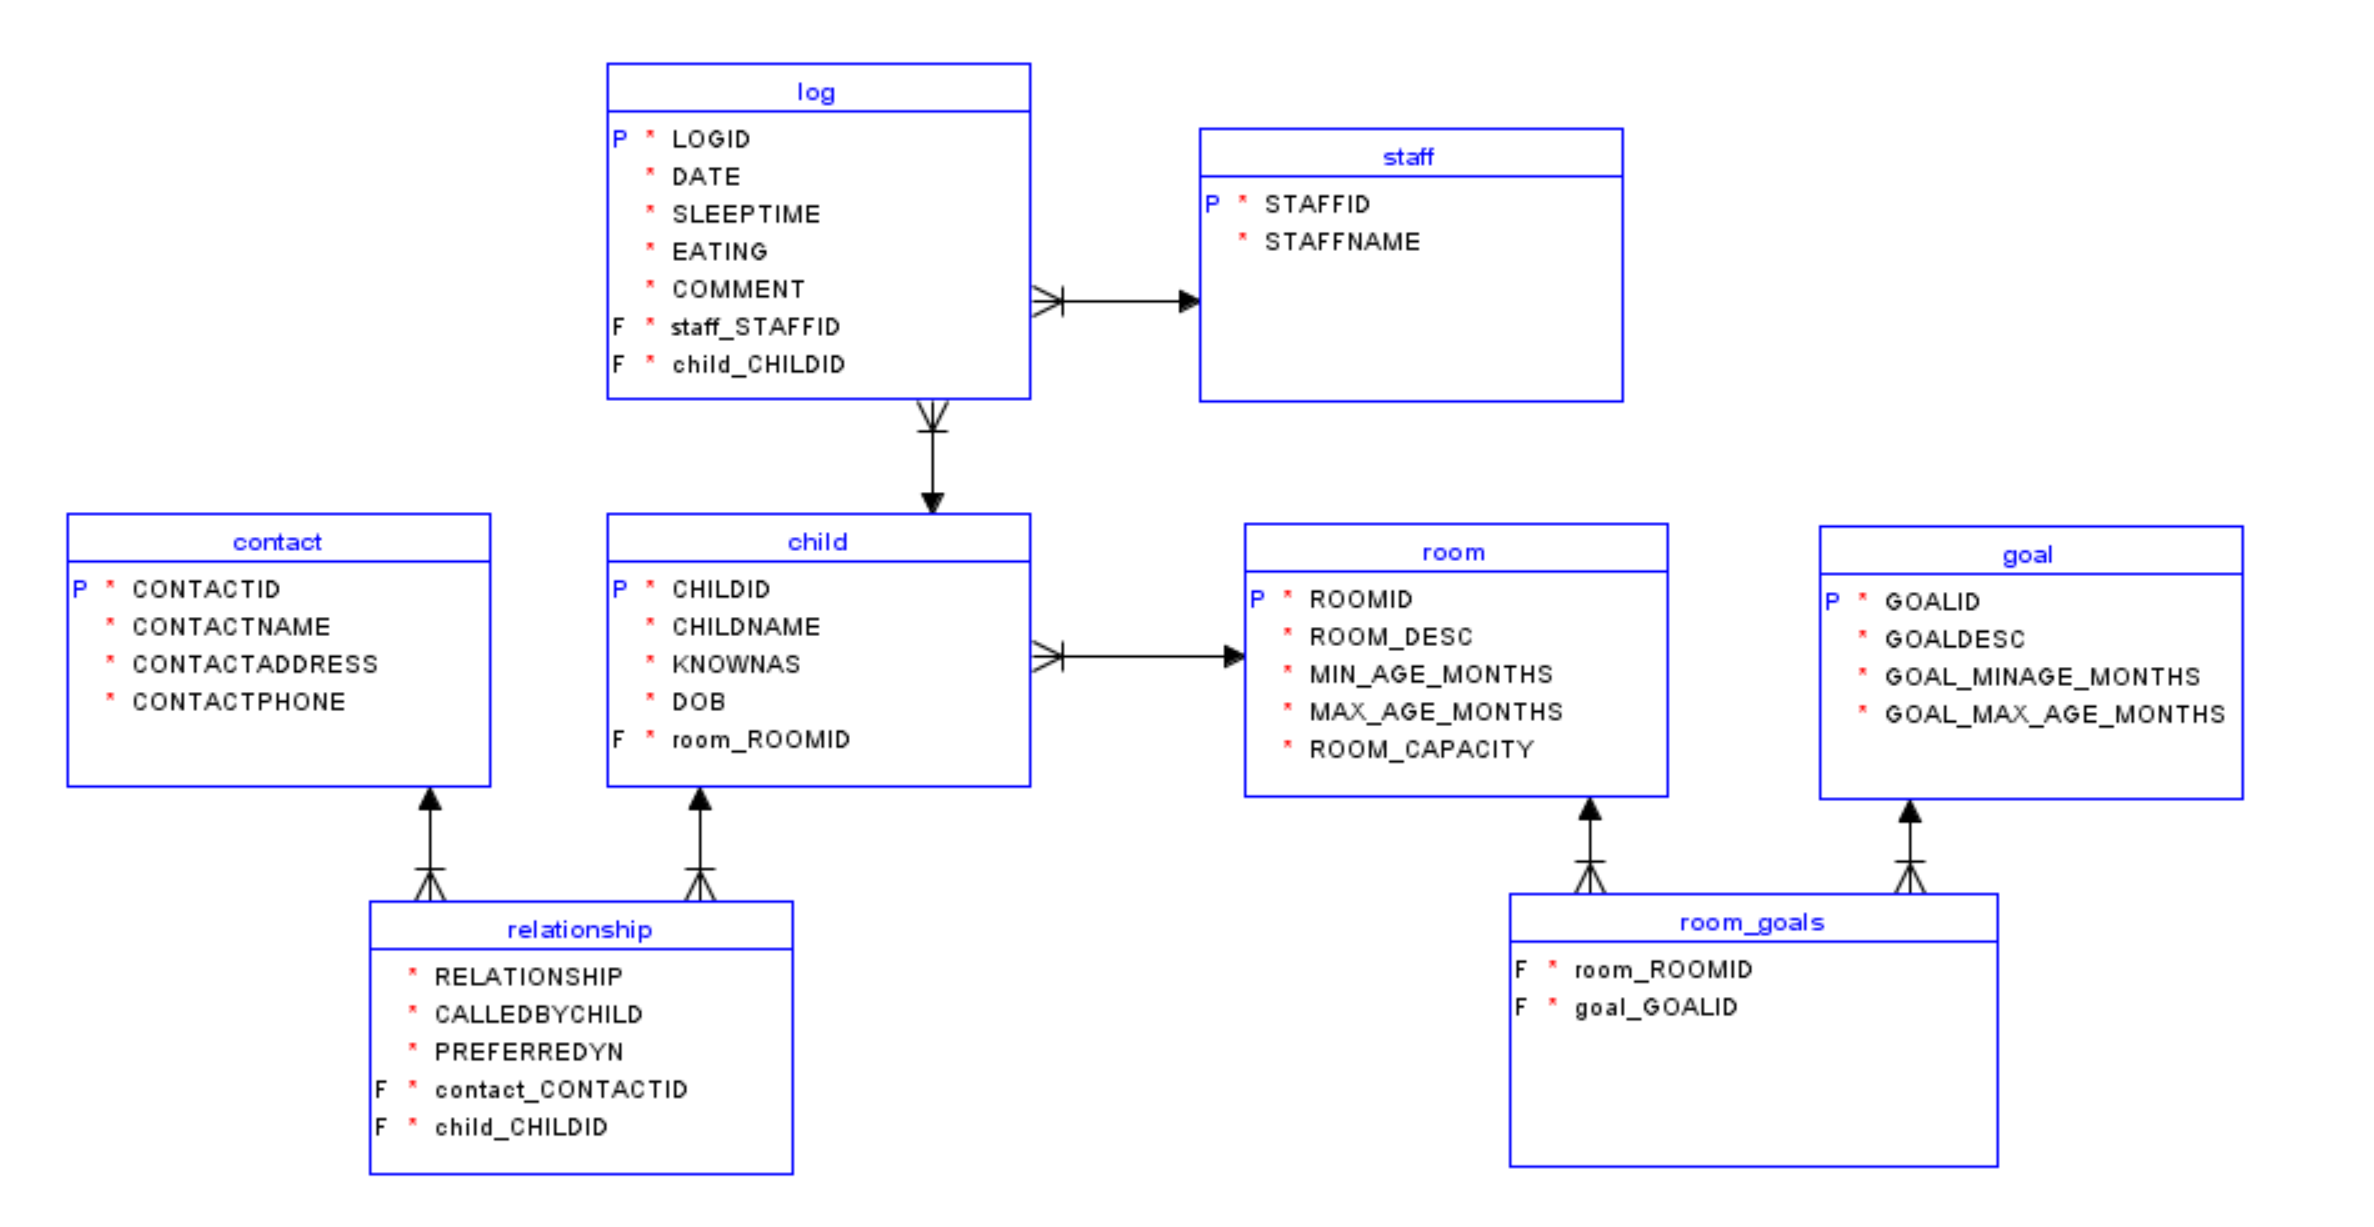 log
P * LOGID
* DATE
* SLEEPTIME
* EATING
* COMMENT
F * staff_STAFFID
F * child_CHILDID
staff
P * STAFFID
* STAFFNAME
contact
P * CONTACTID
* CONTACTNAME
* CONTACTADDRESS
* CONTACTPHONE
child
P * CHILDID
* CHILDNAME
* KNOWNAS
* DOB
F * room_ROOMID
room
P * ROOMID
* ROOM_DESC
* MIN_AGE_MONTHS
* MAX_AGE_MONTHS
* ROOM_CAPACITY
goal
P * GOALID
* GOALDESC
* GOAL_MINAGE_MONTHS
* GOAL_MAX_AGE_MONTHS
relationship
* RELATIONSHIP
* CALLEDBYCHILD
* PREFERREDYN
F * contact_CONTACTID
F * child_CHILDID
room_goals
F * room_ROOMID
F * goal_GOALID